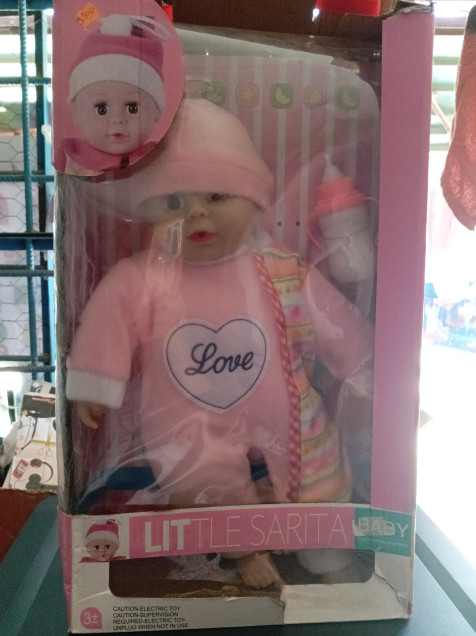 Love
LITTLE SARITA
BABY
3+
CAUTION-ELECTRIC TOY
CAUTION-SUPERVISION
REQUIRED-ELECTRIC TOY-
UNPLUG WHEN NOT IN USE